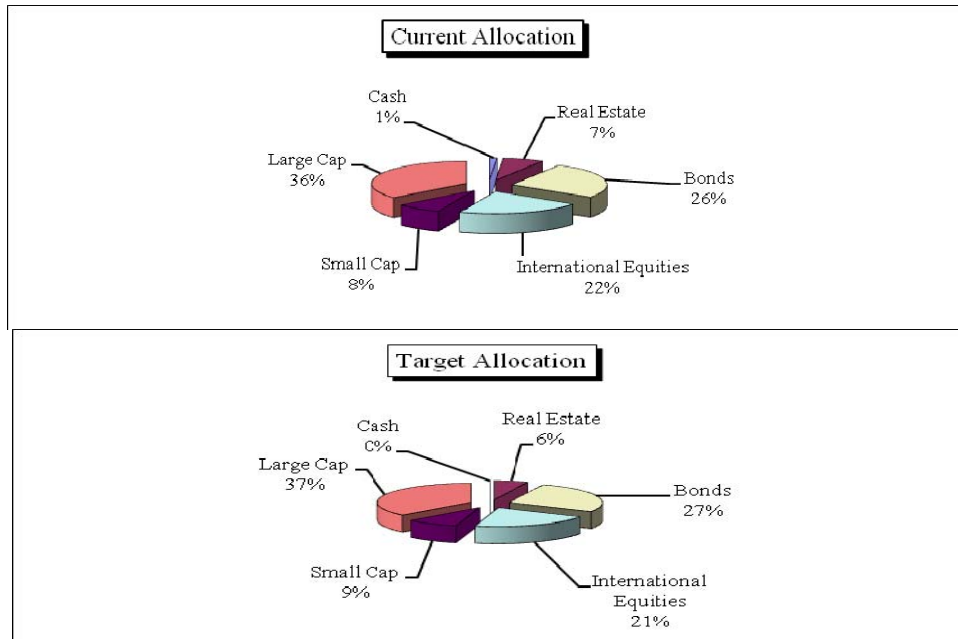 Current Allocation
Cash
1%
Real Estate
7%
Large Cap
36%
Bonds
26%
Small Cap
8%
International Equities
22%
Target Allocation
Cash
0%
Real Estate
6%
Large Cap
37%
Bonds
27%
Small Cap
9%
International
Equities
21%